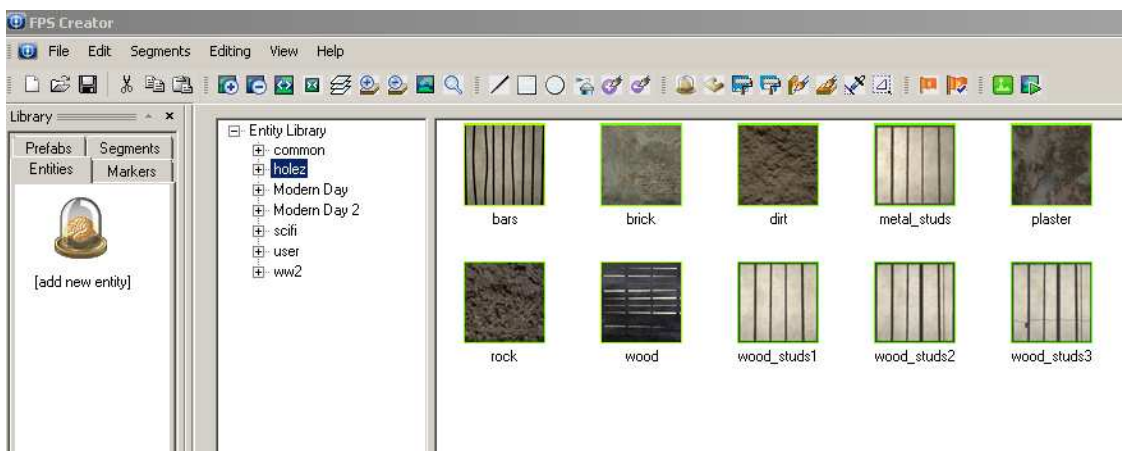 FPS Creator
File Edit Segments Editing View Help
Library
Prefabs Segments
Entities Markers
[add new entity]
Entity Library
common
holez
Modern Day
Modern Day 2
scifi
user
ww2
bars brick dirt metal_studs plaster
rock wood wood_studs1 wood_studs2 wood_studs3